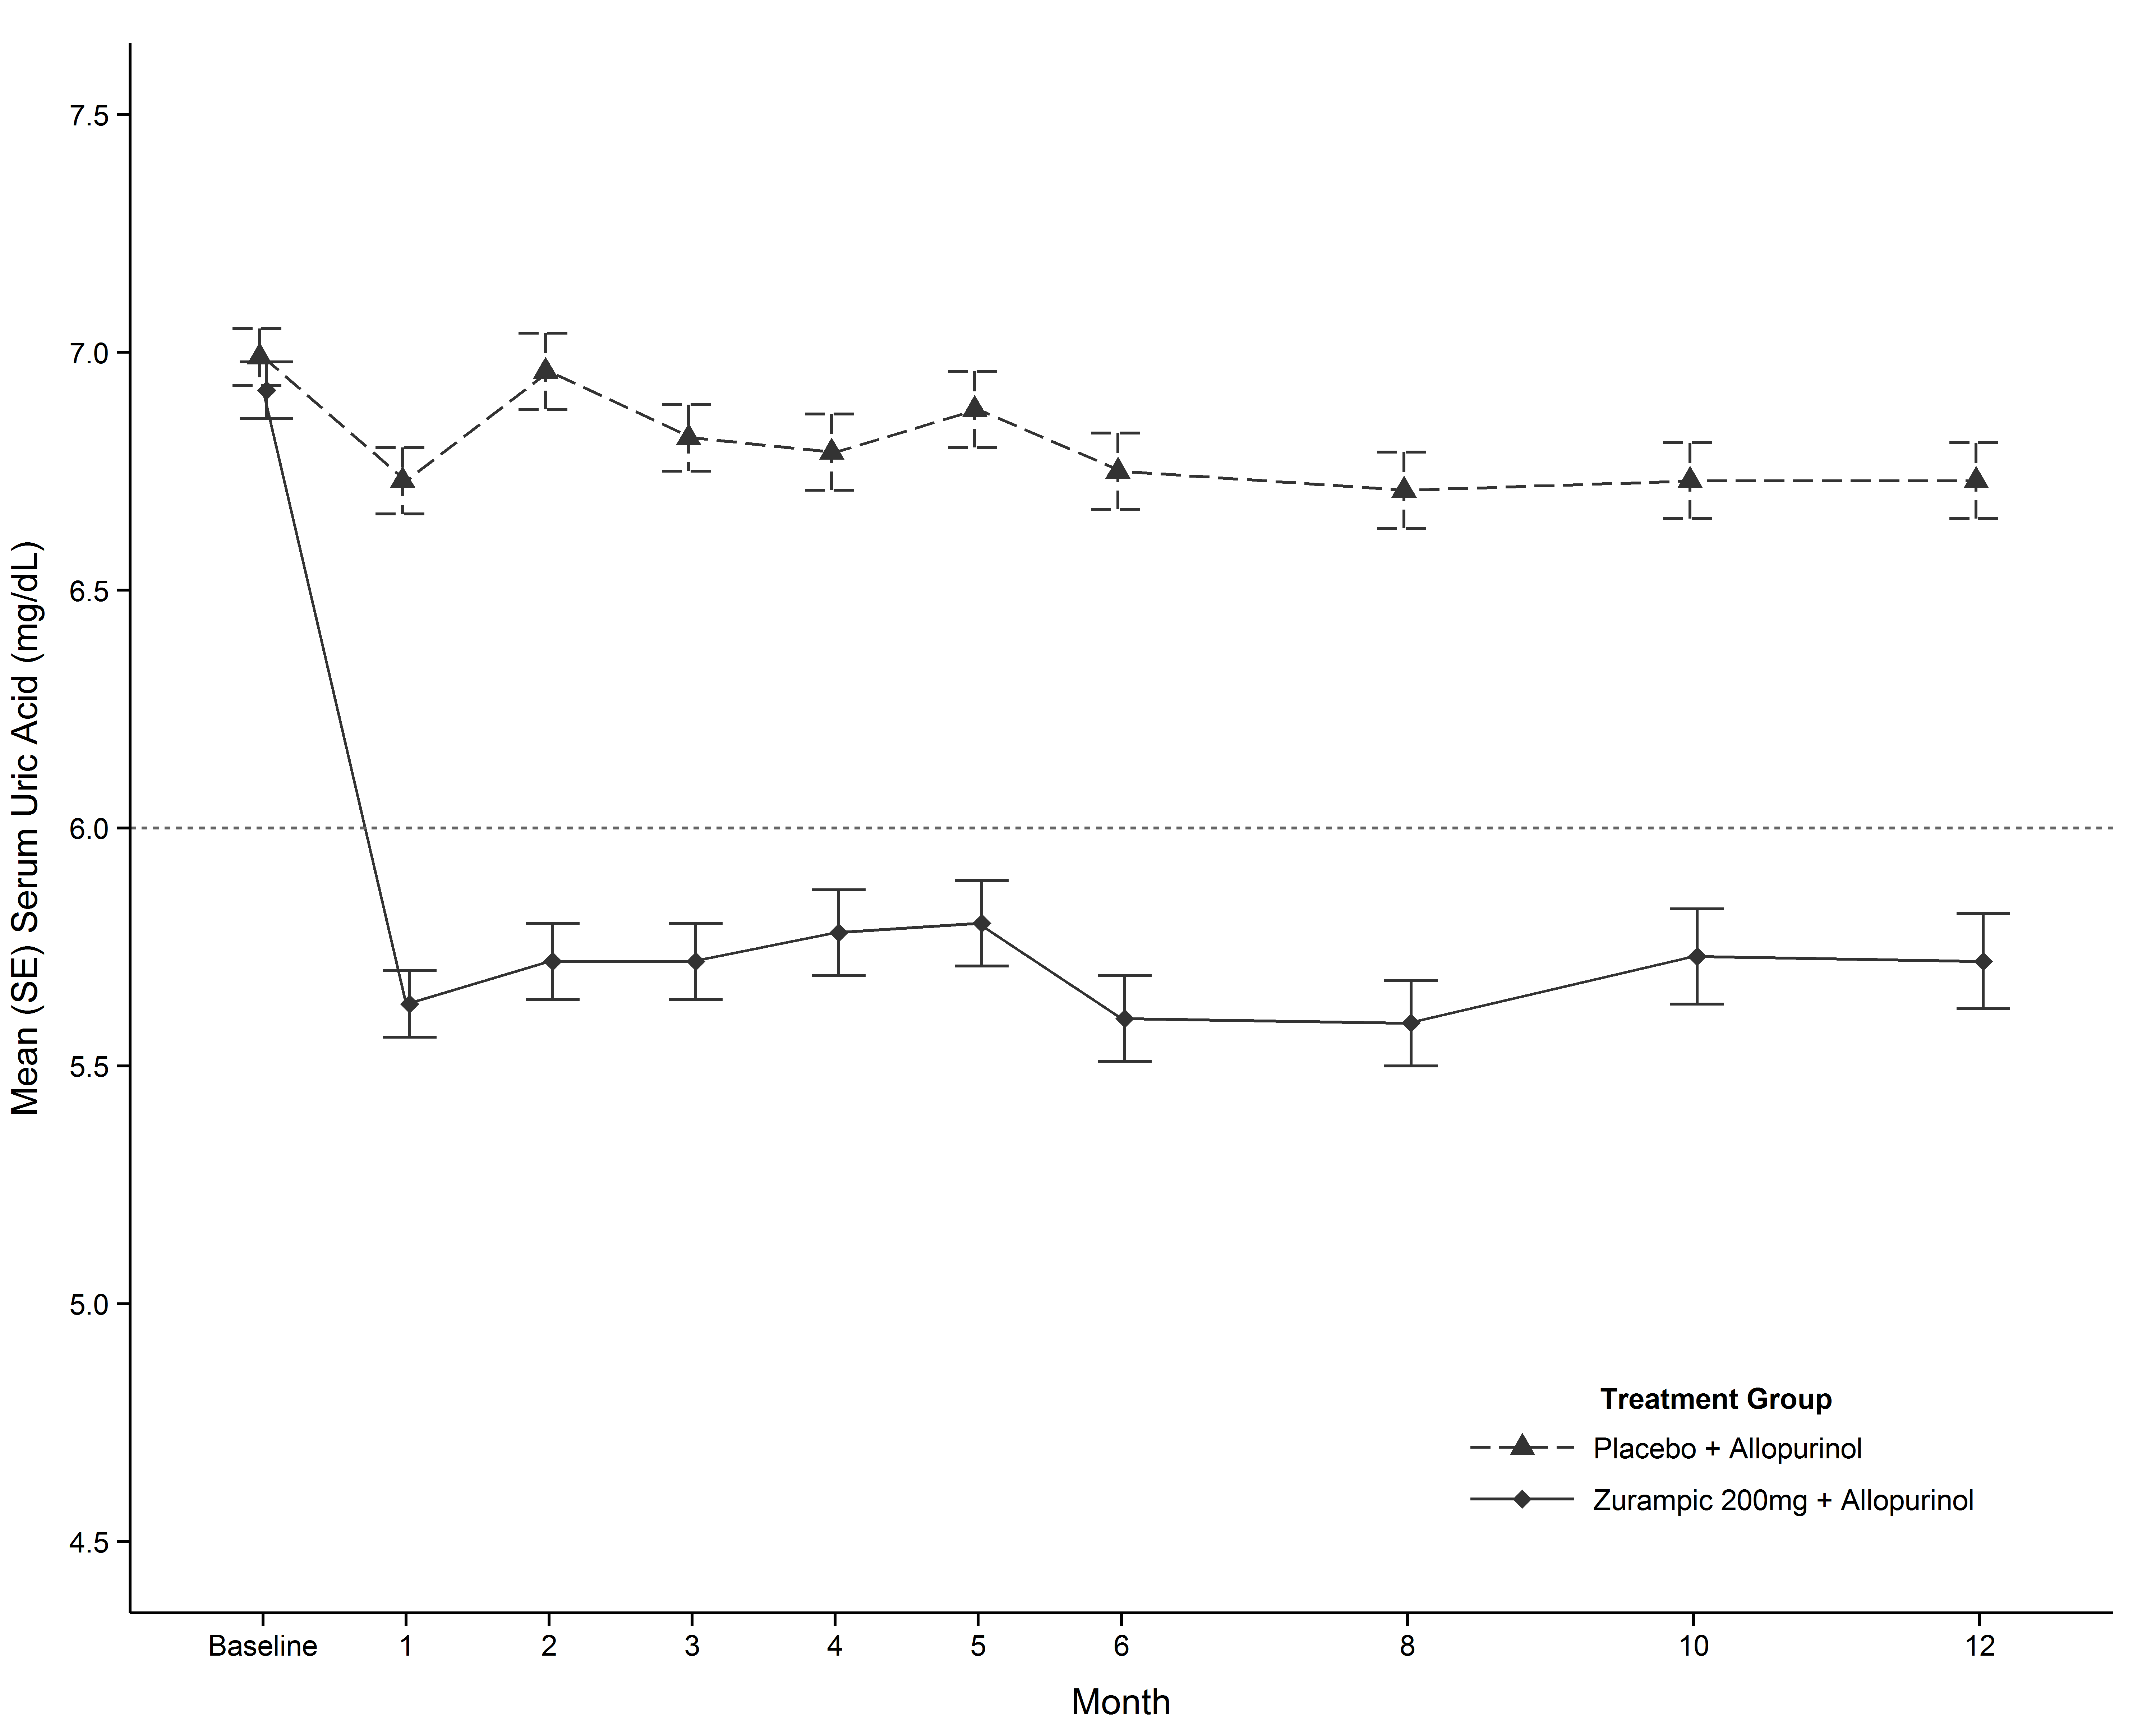 Mean (SE) Serum Uric Acid (mg/dL)
7.5
7.0
6.5
6.0
5.5
5.0
4.5
Treatment Group
Placebo + Allopurinol
Zurampic 200mg + Allopurinol
Baseline 1 2 3 4 5 6 8 10 12
Month